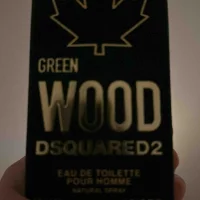 GREEN
WOOD
DSQUARED2
EAU DE TOILETTE
POUR HOMME
NATURAL SPRAY